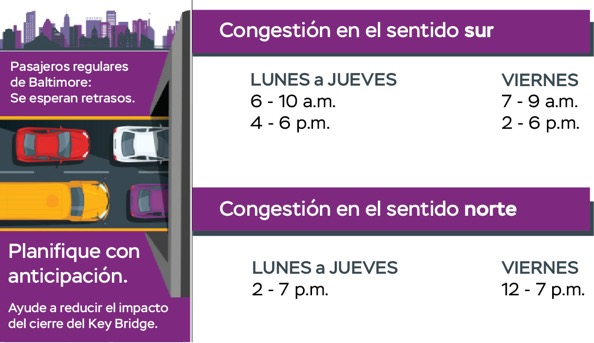 Pasajeros regulares
de Baltimore:
Se esperan retrasos.
Planifique con
anticipación.
Ayude a reducir el impacto
del cierre del Key Bridge.
Congestión en el sentido sur
LUNES a JUEVES
6 - 10 a.m.
4 - 6 p.m.
VIERNES
7 - 9 a.m.
2 - 6 p.m.
Congestión en el sentido norte
LUNES a JUEVES
2 - 7 p.m.
VIERNES
12 - 7 p.m.